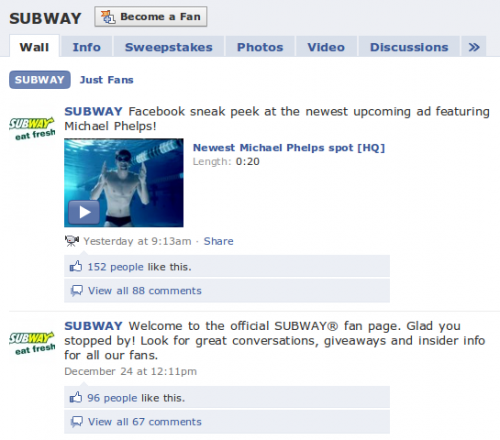 SUBWAY Become a Fan
Wall Info Sweepstakes Photos Video Discussions »
SUBWAY Just Fans
SUBWAY
eat fresh
SUBWAY Facebook sneak peek at the newest upcoming ad featuring
Michael Phelps!
Newest Michael Phelps spot [HQ]
Length: 0:20
Yesterday at 9:13am · Share
152 people like this.
View all 88 comments
SUBWAY
eat fresh
SUBWAY Welcome to the official SUBWAY® fan page. Glad you
stopped by! Look for great conversations, giveaways and insider info
for all our fans.
December 24 at 12:11pm
96 people like this.
View all 67 comments